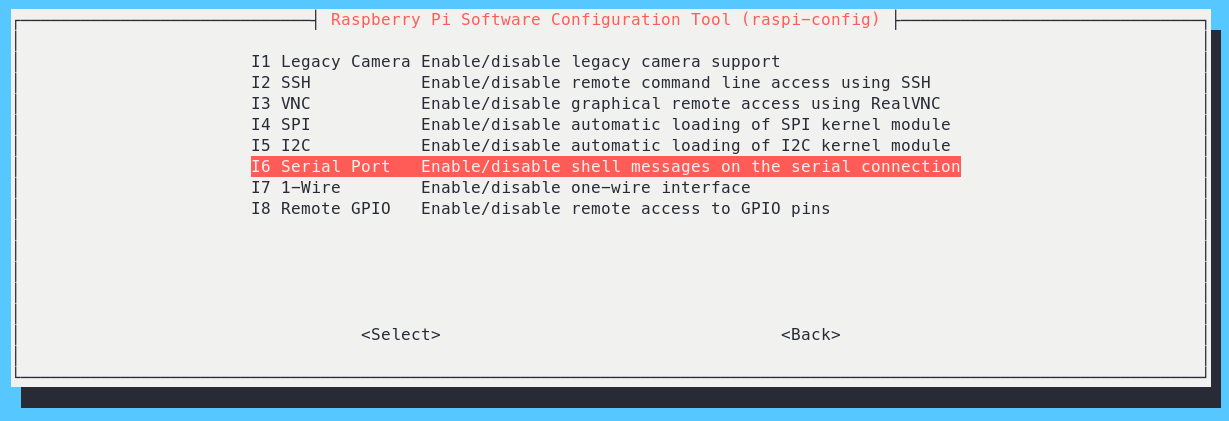 Raspberry Pi Software Configuration Tool (raspi-config)
I1 Legacy Camera Enable/disable legacy camera support
I2 SSH Enable/disable remote command line access using SSH
I3 VNC Enable/disable graphical remote access using RealVNC
I4 SPI Enable/disable automatic loading of SPI kernel module
I5 I2C Enable/disable automatic loading of I2C kernel module
I6 Serial Port Enable/disable shell messages on the serial connection
I7 1-Wire Enable/disable one-wire interface
I8 Remote GPIO Enable/disable remote access to GPIO pins
<Select> <Back>